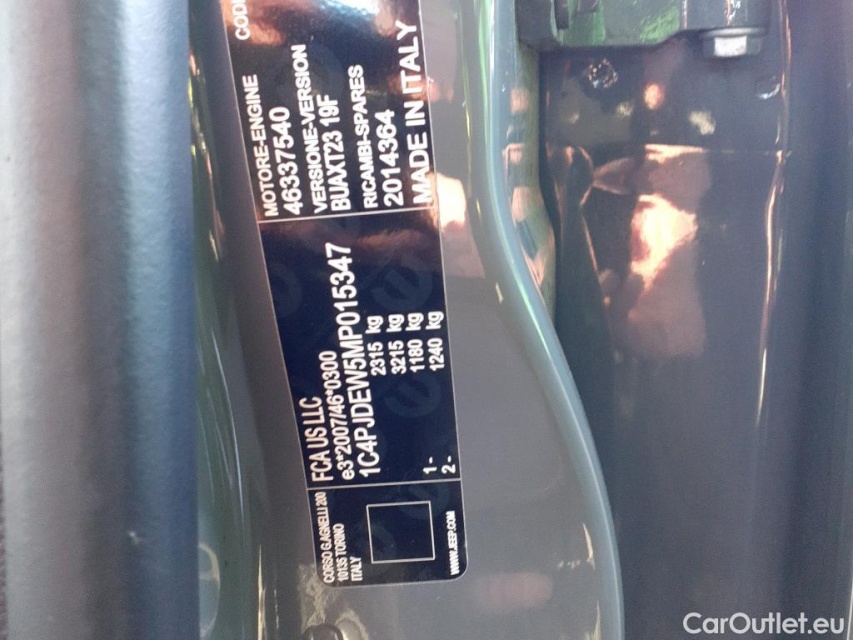 CORSO G.AGNELLI 200
10135 TORINO
ITALY
WWW.JEEP.COM
FCA US LLC
e3*2007/46*0300
1C4PJDEW5MP015347
2315 kg
3215 kg
1- 1180 kg
2- 1240 kg
MOTORE-ENGINE
46337540
VERSIONE-VERSION
BUAXT23 19F
RICAMBI-SPARES
2014364
MADE IN ITALY
CarOutlet.eu